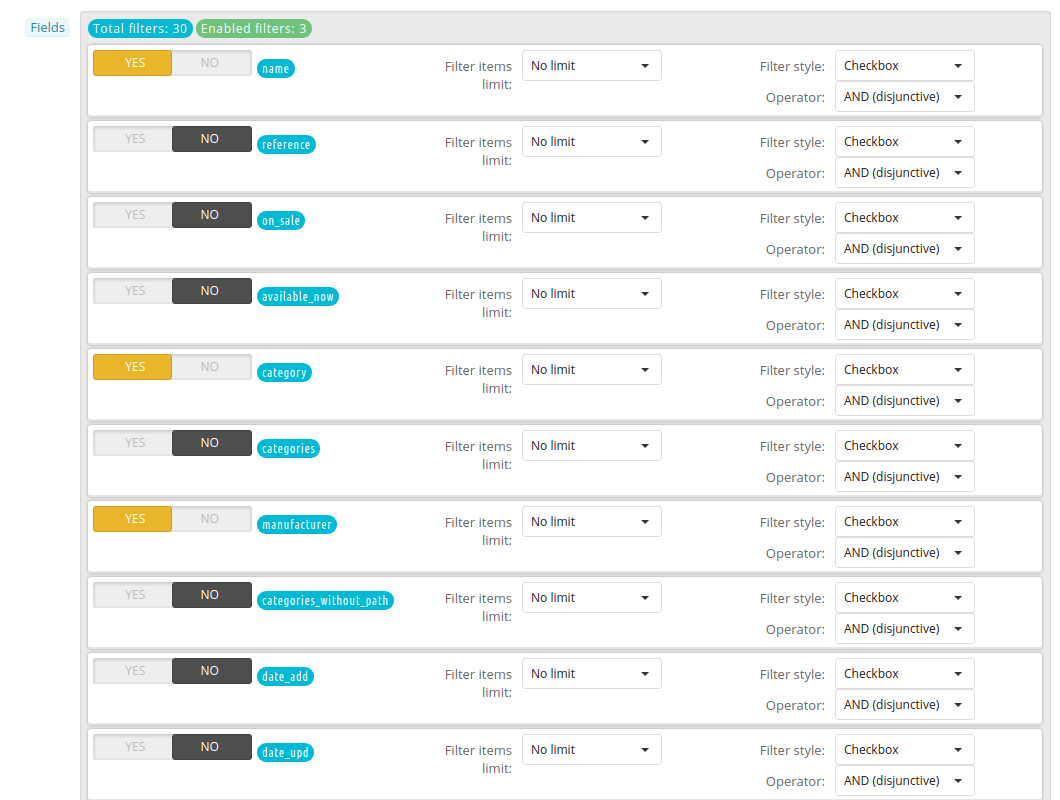 Fields Total filters: 30 Enabled filters: 3
YES NO name Filter items limit: No limit Filter style: Checkbox
Operator: AND (disjunctive)
YES NO reference Filter items limit: No limit Filter style: Checkbox
Operator: AND (disjunctive)
YES NO on_sale Filter items limit: No limit Filter style: Checkbox
Operator: AND (disjunctive)
YES NO available_now Filter items limit: No limit Filter style: Checkbox
Operator: AND (disjunctive)
YES NO category Filter items limit: No limit Filter style: Checkbox
Operator: AND (disjunctive)
YES NO categories Filter items limit: No limit Filter style: Checkbox
Operator: AND (disjunctive)
YES NO manufacturer Filter items limit: No limit Filter style: Checkbox
Operator: AND (disjunctive)
YES NO categories_without_path Filter items limit: No limit Filter style: Checkbox
Operator: AND (disjunctive)
YES NO date_add Filter items limit: No limit Filter style: Checkbox
Operator: AND (disjunctive)
YES NO date_upd Filter items limit: No limit Filter style: Checkbox
Operator: AND (disjunctive)